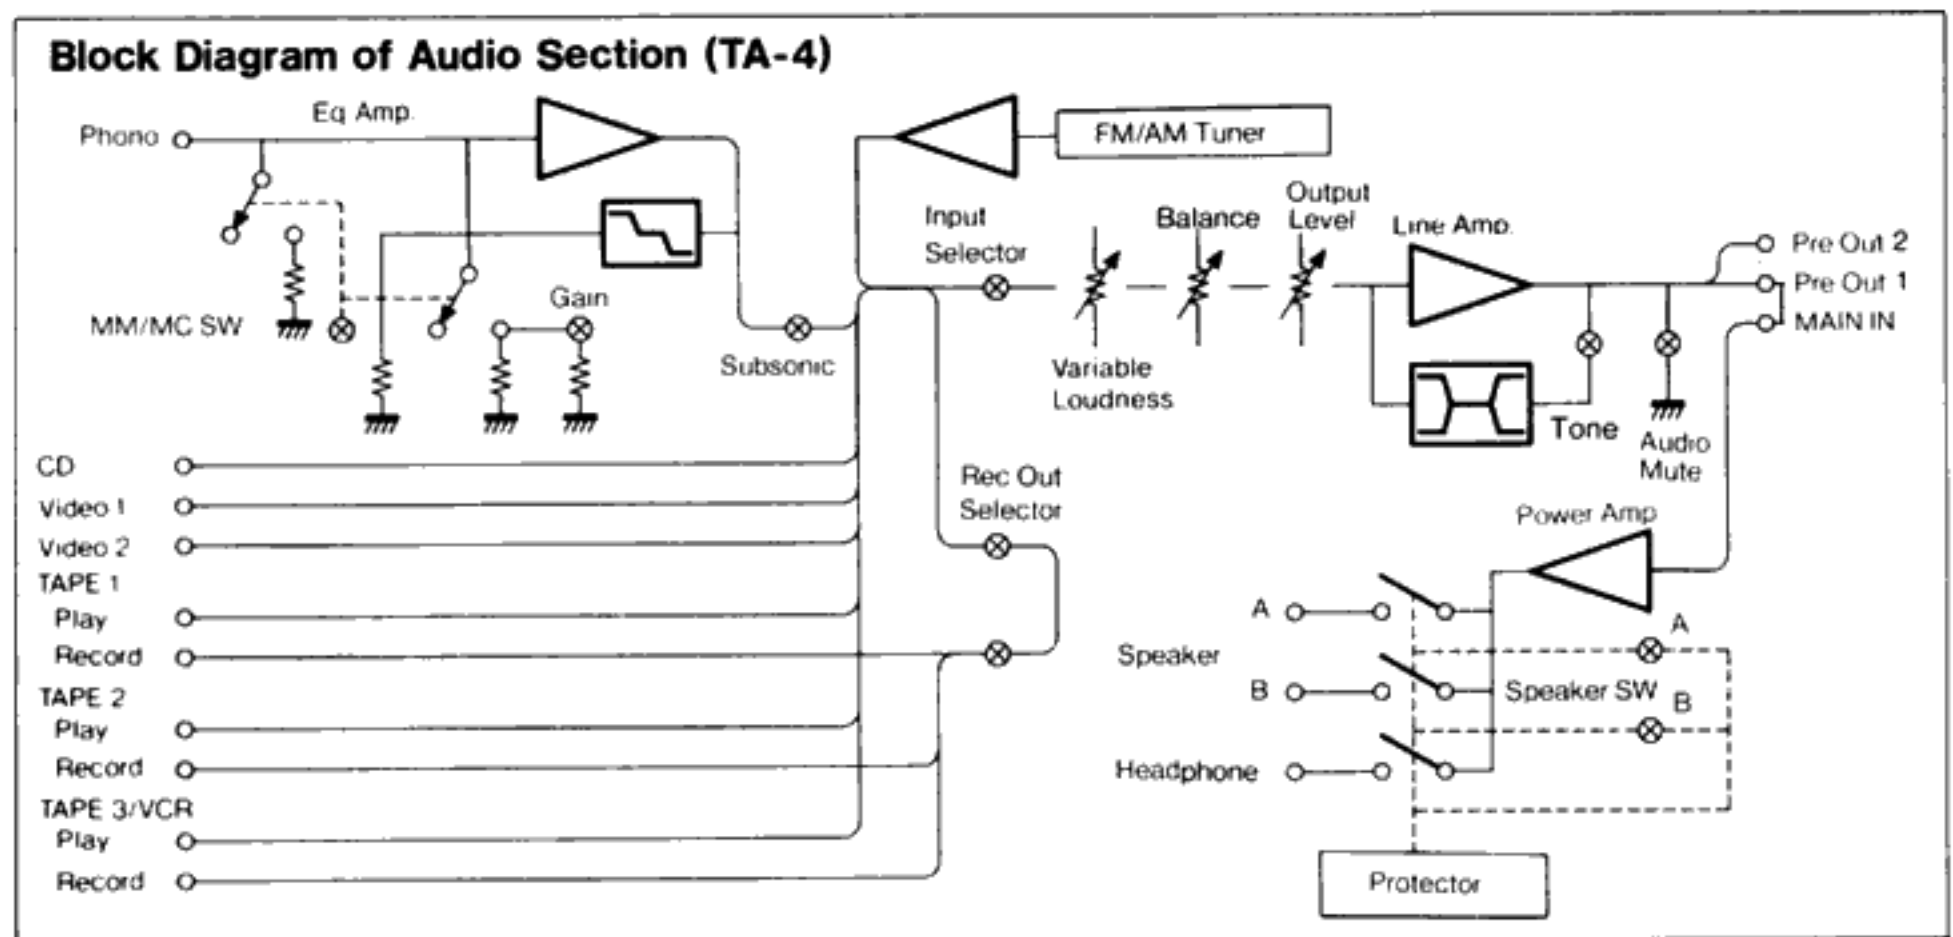 Block Diagram of Audio Section (TA-4)
Eq Amp.
Phono
FM/AM Tuner
Input
Selector
Balance
Output
Level
Line Amp.
Pre Out 2
Pre Out 1
MAIN IN
MM/MC SW
Gain
Subsonic
Variable
Loudness
Tone
Audio
Mute
CD
Video 1
Video 2
TAPE 1
Play
Record
TAPE 2
Play
Record
TAPE 3/VCR
Play
Record
Rec Out
Selector
Power Amp
A
Speaker
B
Headphone
A
Speaker SW
B
Protector